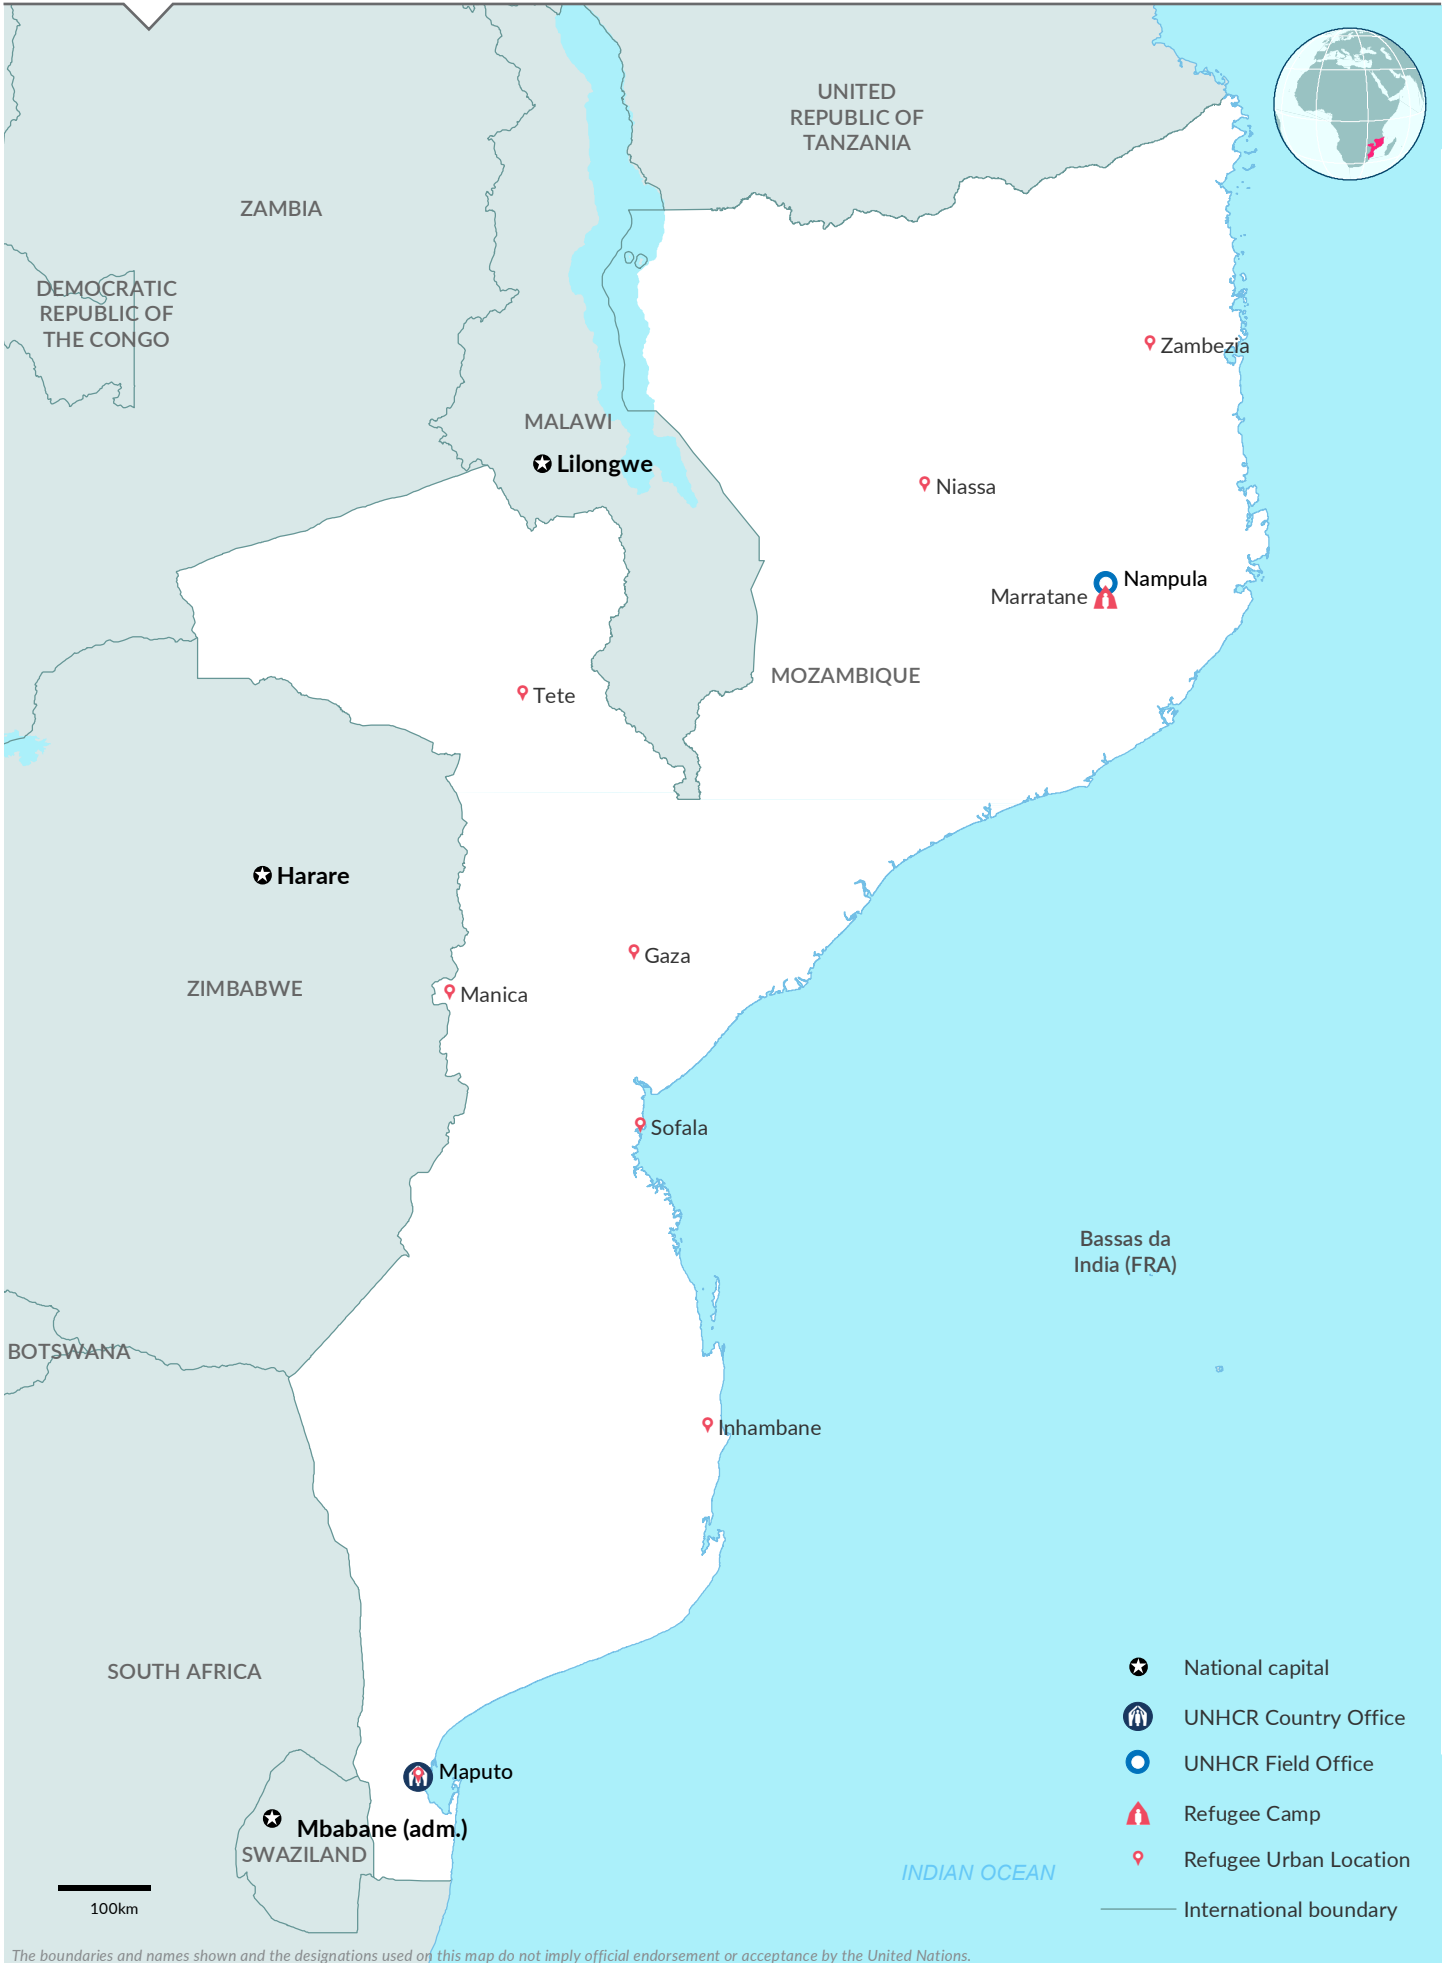 UNITED
REPUBLIC OF
TANZANIA
ZAMBIA
DEMOCRATIC
REPUBLIC OF
THE CONGO
Zambezia
MALAWI
Lilongwe
Niassa
Nampula
Marratane
MOZAMBIQUE
Tete
Harare
Gaza
ZIMBABWE
Manica
Sofala
Bassas da
India (FRA)
BOTSWANA
Inhambane
SOUTH AFRICA
Maputo
Mbabane (adm.)
SWAZILAND
INDIAN OCEAN
100km
National capital
UNHCR Country Office
UNHCR Field Office
Refugee Camp
Refugee Urban Location
International boundary
The boundaries and names shown and the designations used on this map do not imply official endorsement or acceptance by the United Nations.